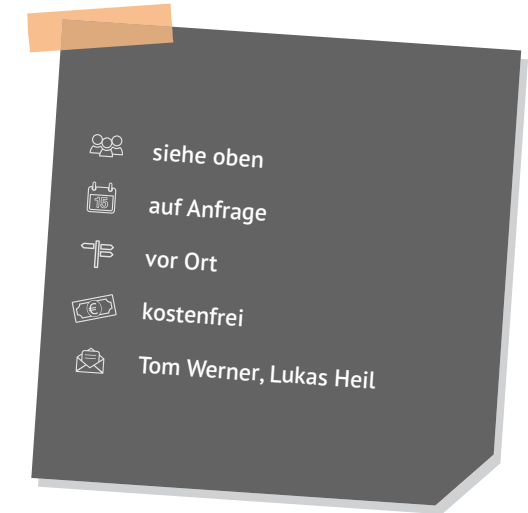 siehe oben
15
auf Anfrage
vor Ort
€
kostenfrei
Tom Werner, Lukas Heil